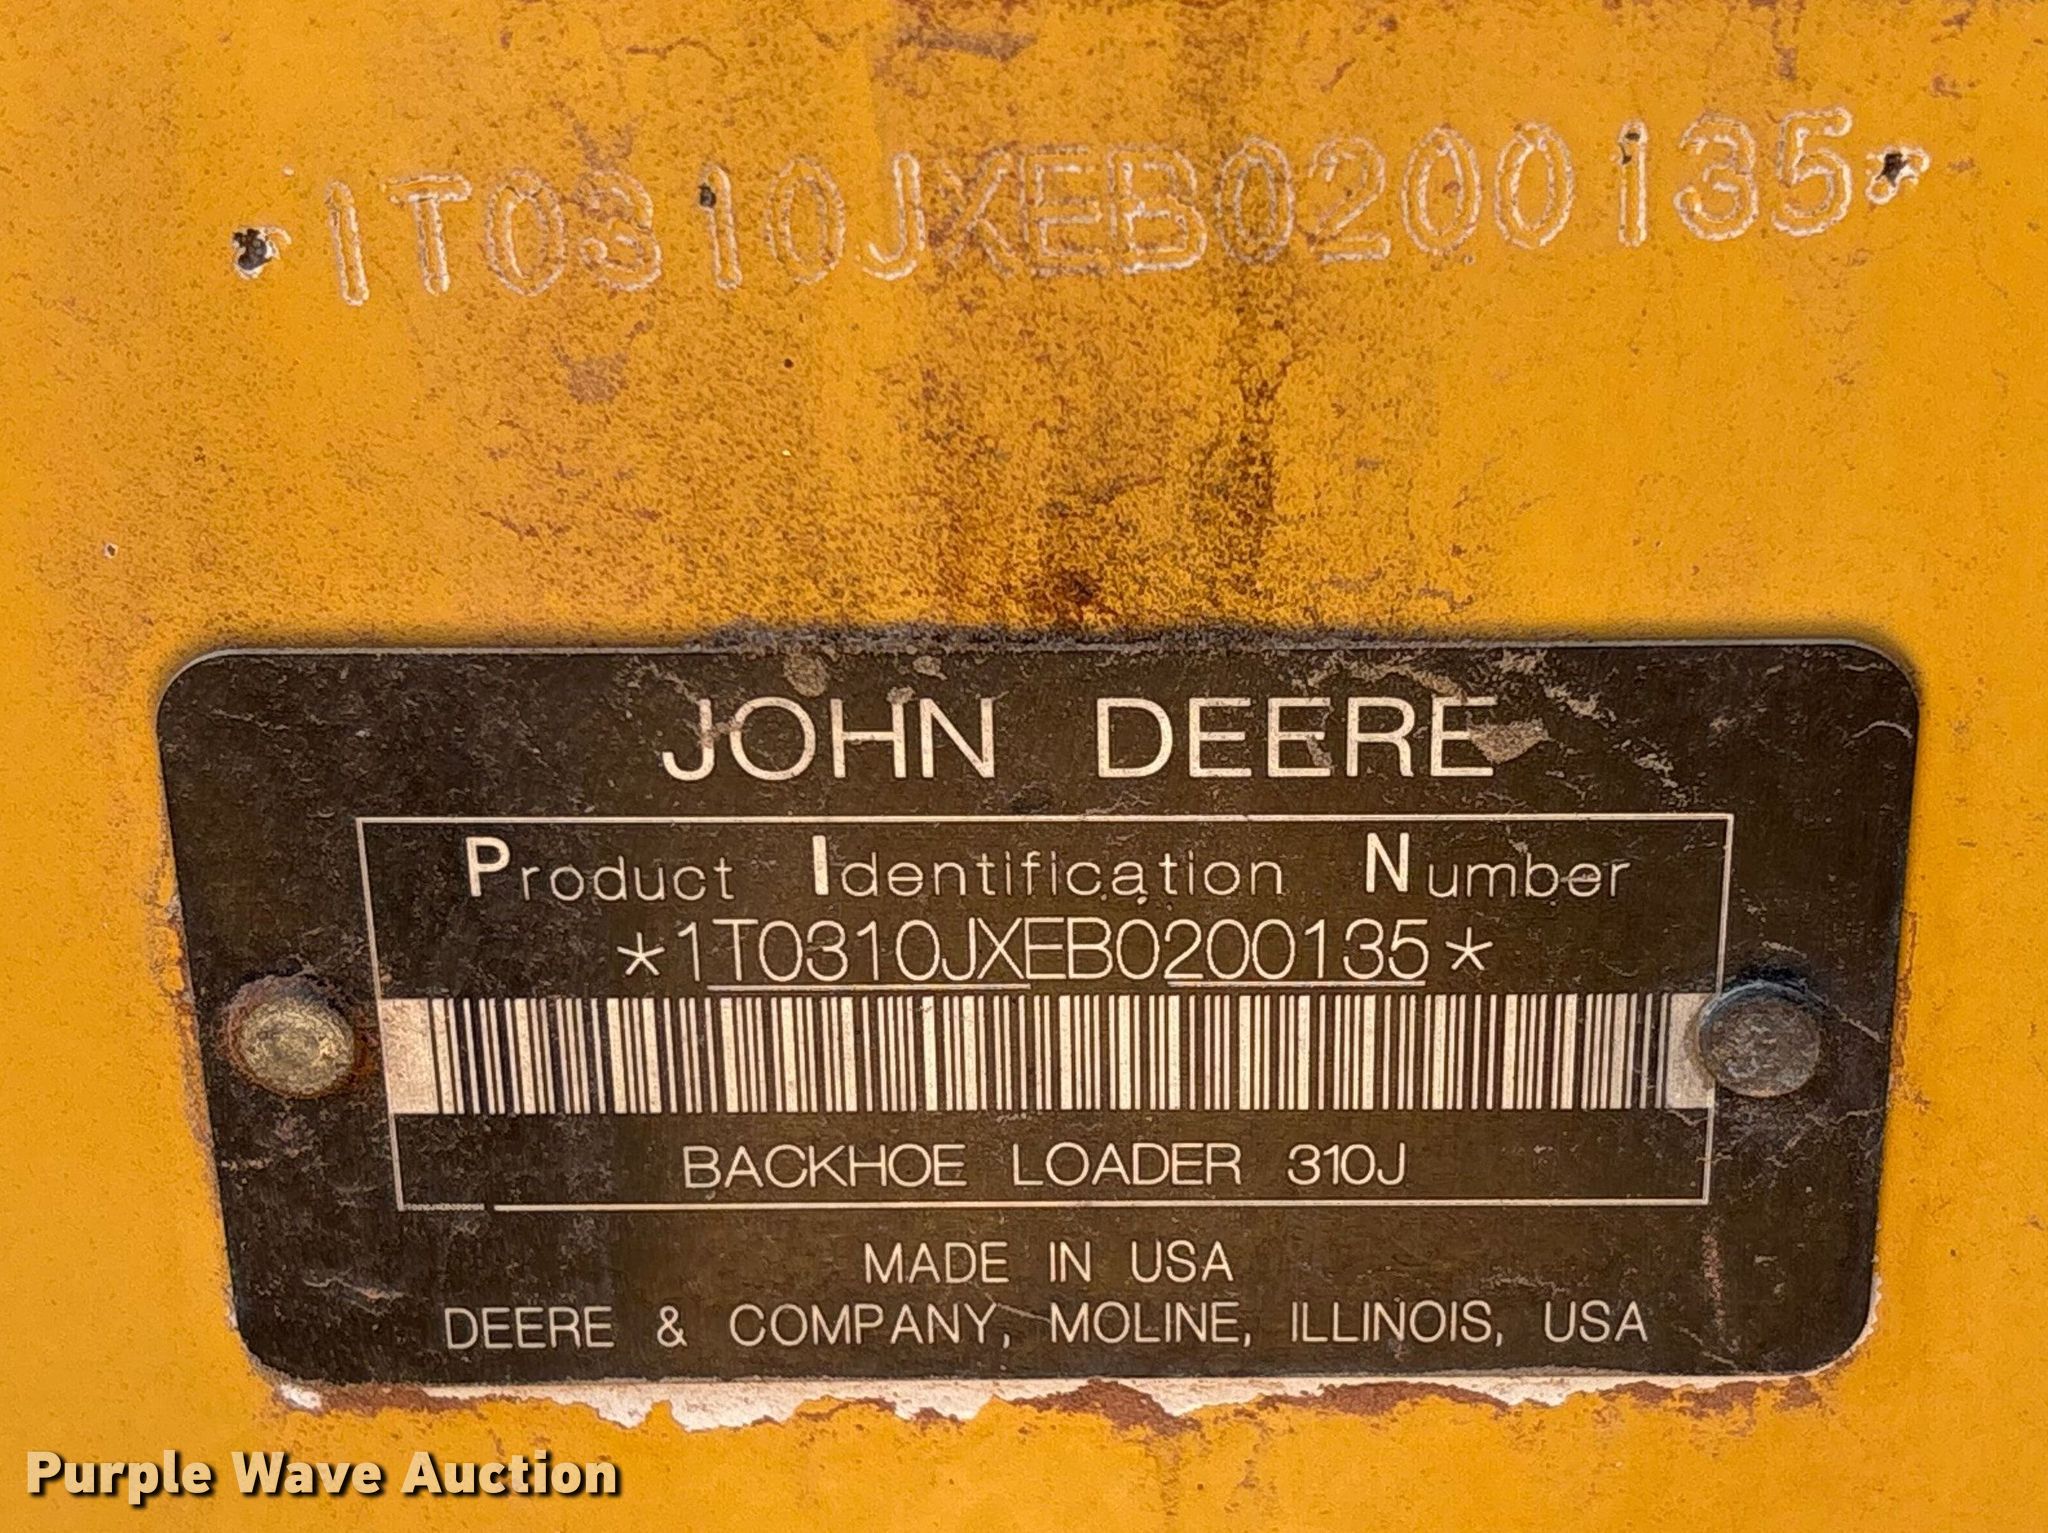 *1T0310JXEB0200135*
JOHN DEERE
Product Identification Number
*1T0310JXEB0200135*
BACKHOE LOADER 310J
MADE IN USA
DEERE & COMPANY, MOLINE, ILLINOIS, USA
Purple Wave Auction